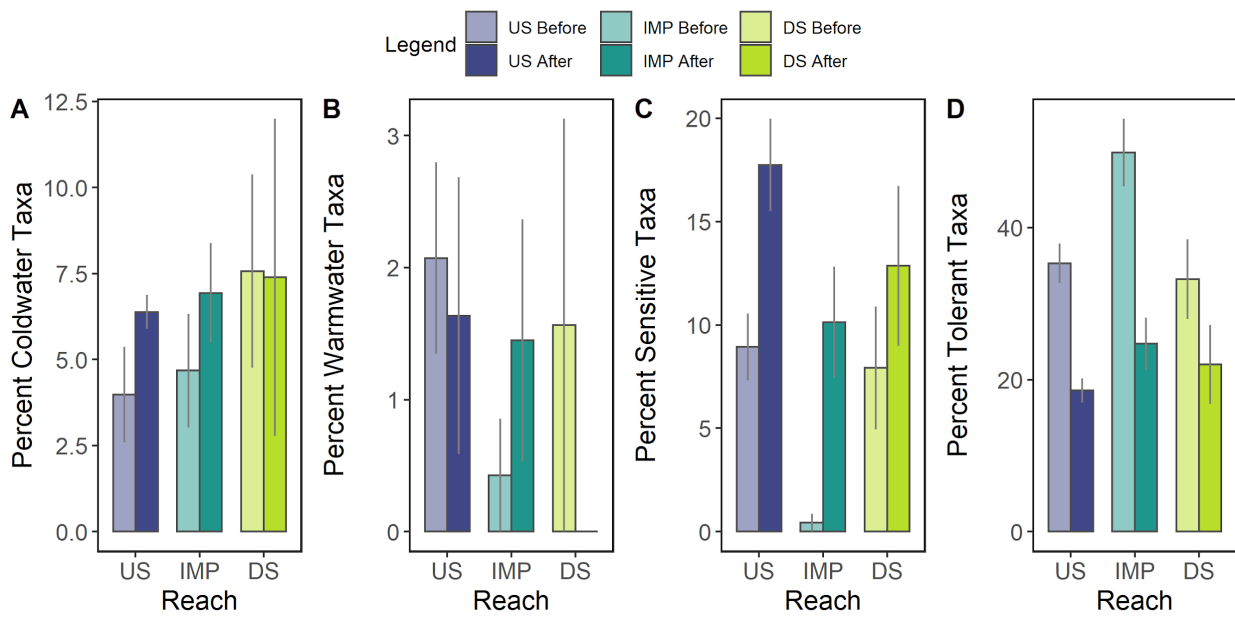 Legend
US Before
IMP Before
DS Before
US After
IMP After
DS After
A
Percent Coldwater Taxa
12.5
10.0
7.5
5.0
2.5
0.0
US IMP DS
Reach
B
Percent Warmwater Taxa
3
2
1
0
US IMP DS
Reach
C
Percent Sensitive Taxa
20
15
10
5
0
US IMP DS
Reach
D
Percent Tolerant Taxa
40
20
0
US IMP DS
Reach